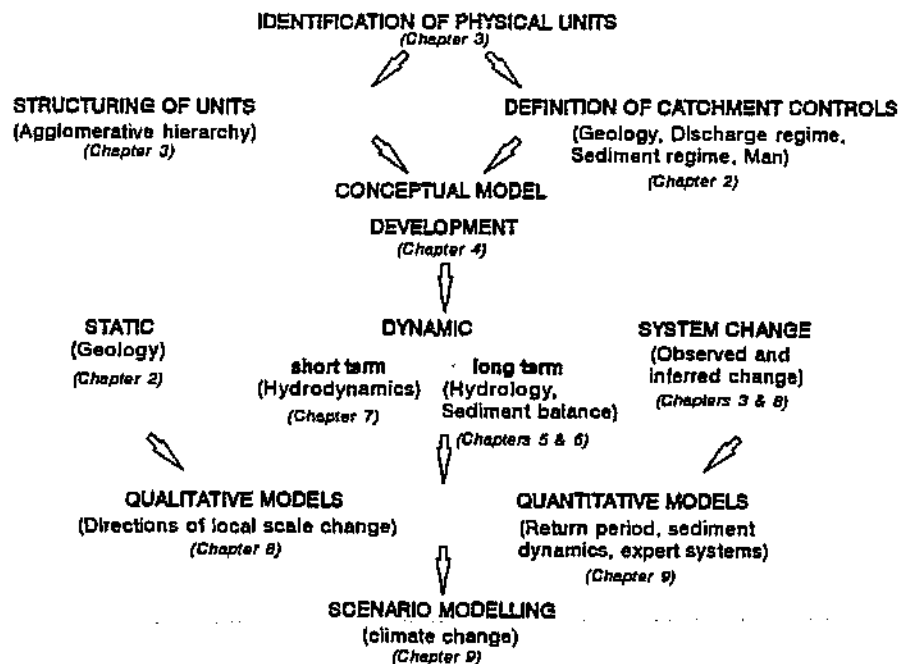 IDENTIFICATION OF PHYSICAL UNITS
(Chapter 3)
STRUCTURING OF UNITS
(Agglomerative hierarchy)
(Chapter 3)
DEFINITION OF CATCHMENT CONTROLS
(Geology, Discharge regime,
Sediment regime, Man)
(Chapter 2)
CONCEPTUAL MODEL
DEVELOPMENT
(Chapter 4)
STATIC
(Geology)
(Chapter 2)
DYNAMIC
short term
(Hydrodynamics)
(Chapter 7)
long term
(Hydrology,
Sediment balance)
(Chapters 5 & 6)
SYSTEM CHANGE
(Observed and
inferred change)
(Chapters 3 & 8)
QUALITATIVE MODELS
(Directions of local scale change)
(Chapter 8)
QUANTITATIVE MODELS
(Return period, sediment
dynamics, expert systems)
(Chapter 9)
SCENARIO MODELLING
(climate change)
(Chapter 9)